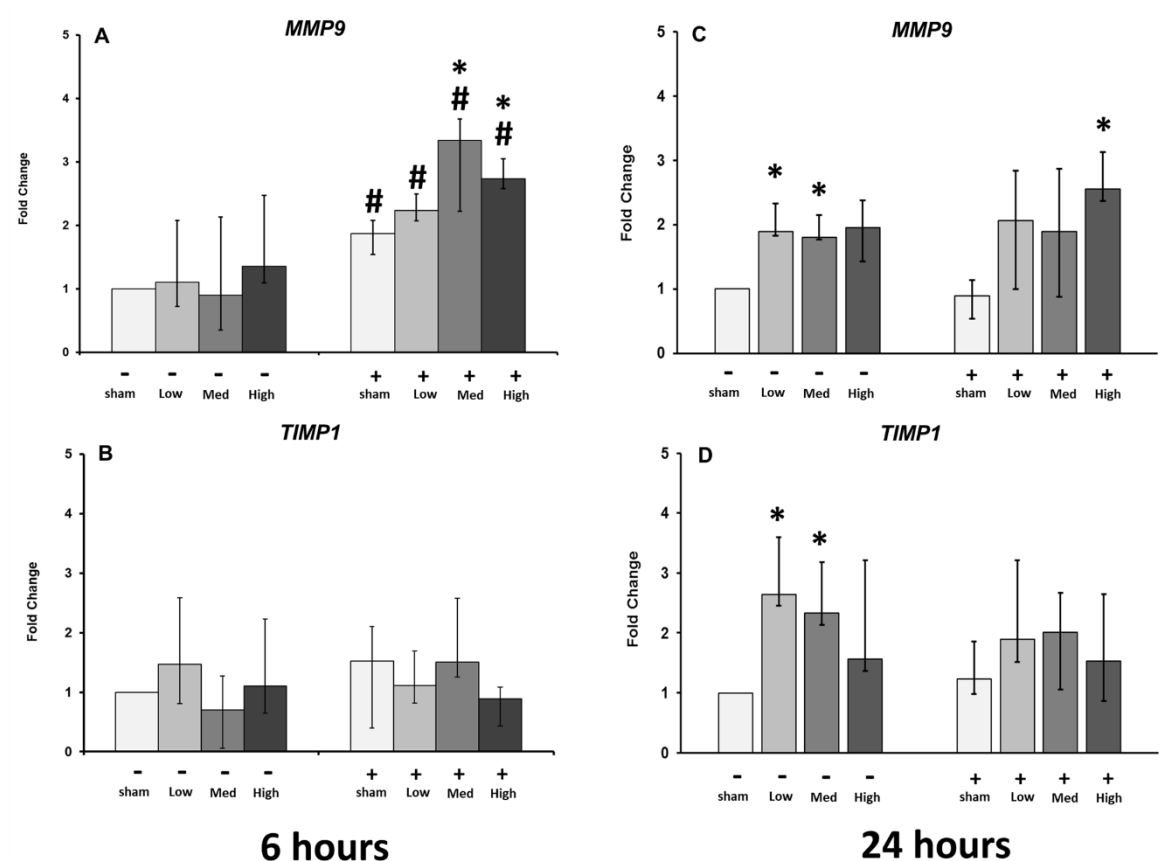 A
MMP9
5
4
3
2
1
0
Fold Change
# # * # * #
- - - - + + + +
sham Low Med High sham Low Med High
C
MMP9
5
4
3
2
1
0
Fold Change
* * *
- - - - + + + +
sham Low Med High sham Low Med High
B
TIMP1
5
4
3
2
1
0
Fold Change
- - - - + + + +
sham Low Med High sham Low Med High
6 hours
D
TIMP1
5
4
3
2
1
0
Fold Change
* *
- - - - + + + +
sham Low Med High sham Low Med High
24 hours